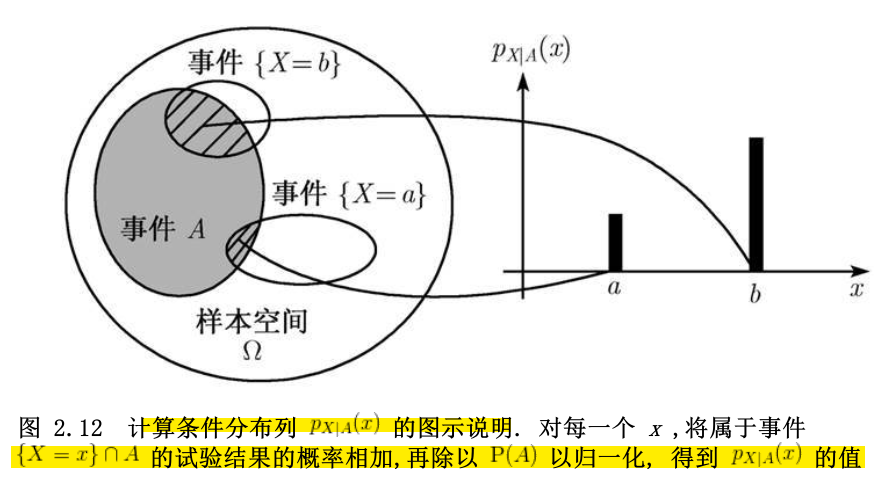 事件 {X=b}
p_{X|A}(x)
事件 {X=a}
事件 A
a
b
x
样本空间
Ω
图 2.12 计算条件分布列 p_{X|A}(x) 的图示说明. 对每一个 x ,将属于事件
{X = x} ∩ A 的试验结果的概率相加,再除以 P(A) 以归一化, 得到 p_{X|A}(x) 的值